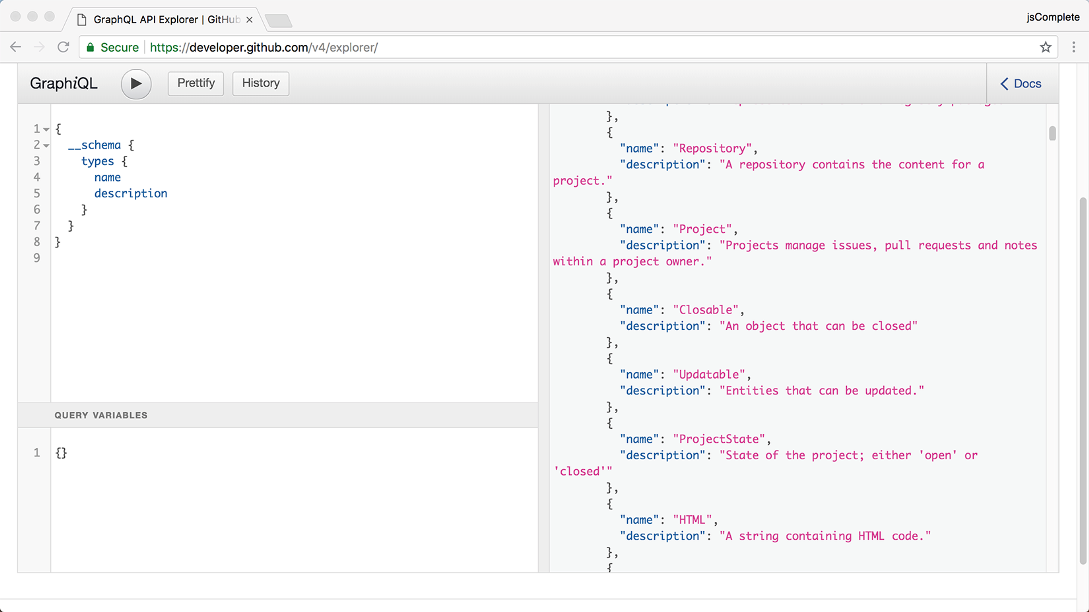 GraphQL API Explorer | GitHub
jsComplete
Secure https://developer.github.com/v4/explorer/
GraphiQL
Prettify
History
Docs
1 {
2 __schema {
3 types {
4 name
5 description
6 }
7 }
8 }
9
QUERY VARIABLES
1 {}
},
{
"name": "Repository",
"description": "A repository contains the content for a
project."
},
{
"name": "Project",
"description": "Projects manage issues, pull requests and notes
within a project owner."
},
{
"name": "Closable",
"description": "An object that can be closed"
},
{
"name": "Updatable",
"description": "Entities that can be updated."
},
{
"name": "ProjectState",
"description": "State of the project; either 'open' or
'closed'"
},
{
"name": "HTML",
"description": "A string containing HTML code."
},
{